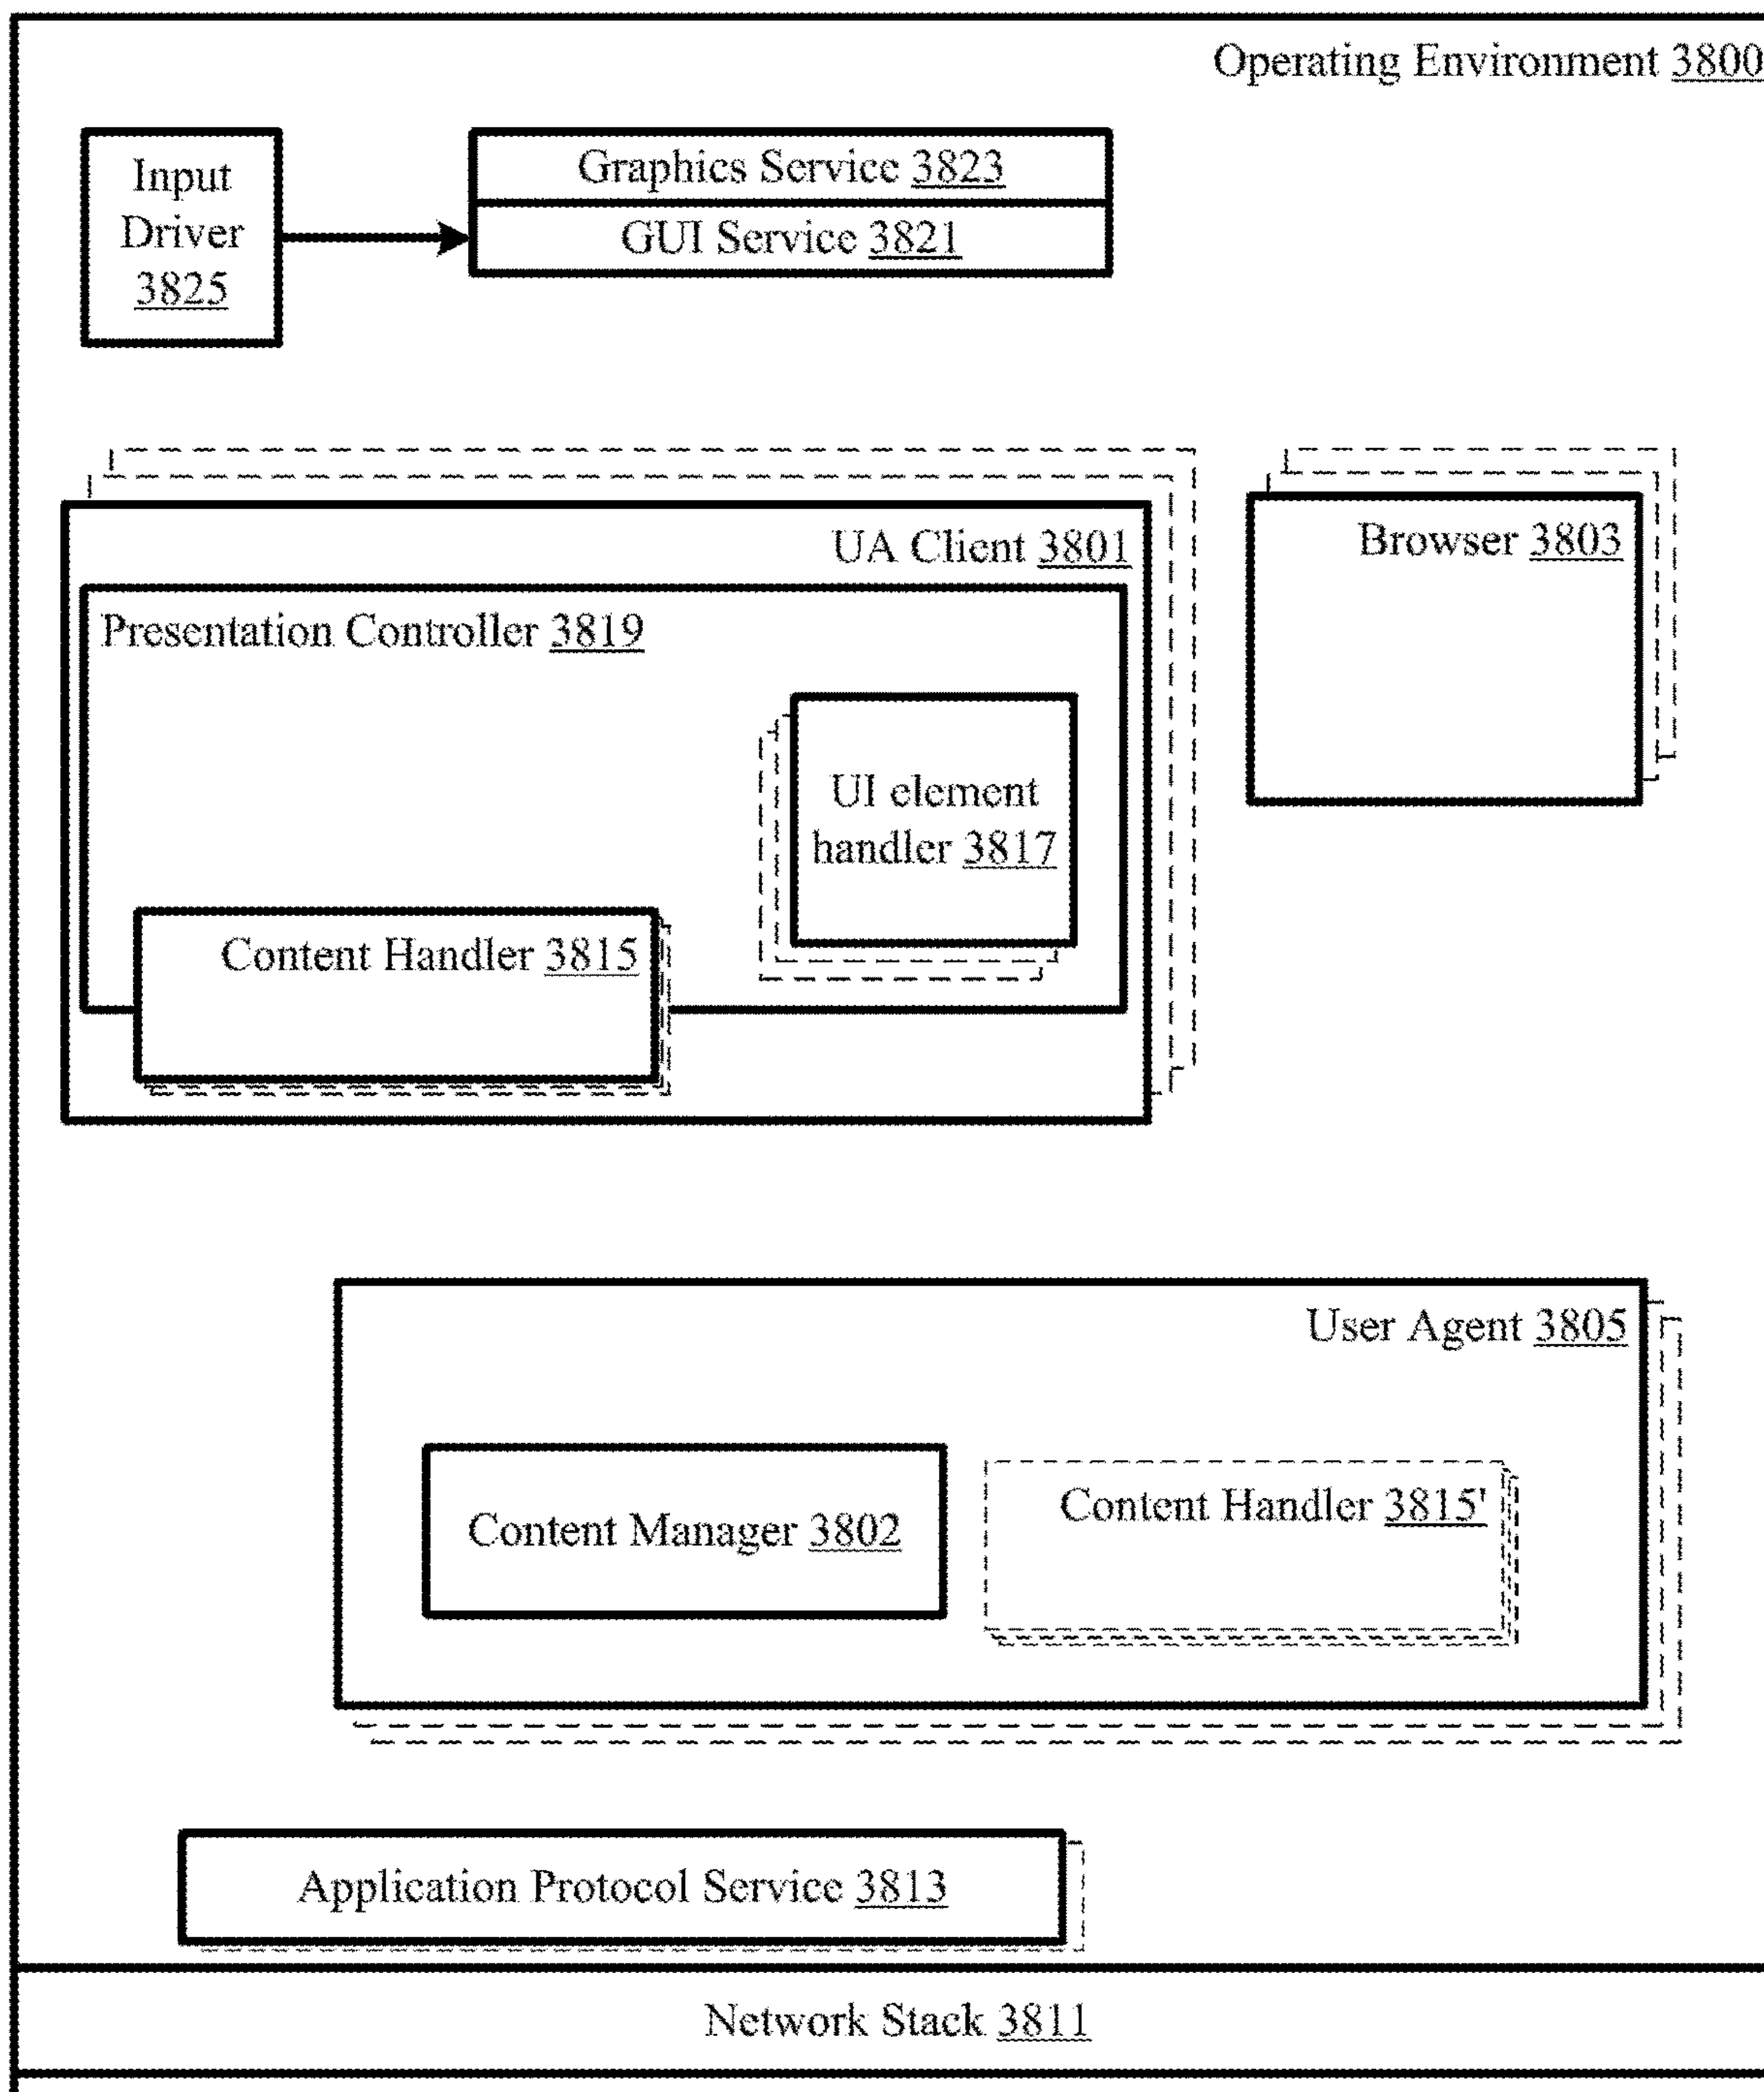 Operating Environment 3800
Input
Driver
3825
Graphics Service 3823
GUI Service 3821
UA Client 3801
Browser 3803
Presentation Controller 3819
UI element
handler 3817
Content Handler 3815
User Agent 3805
Content Manager 3802
Content Handler 3815'
Application Protocol Service 3813
Network Stack 3811